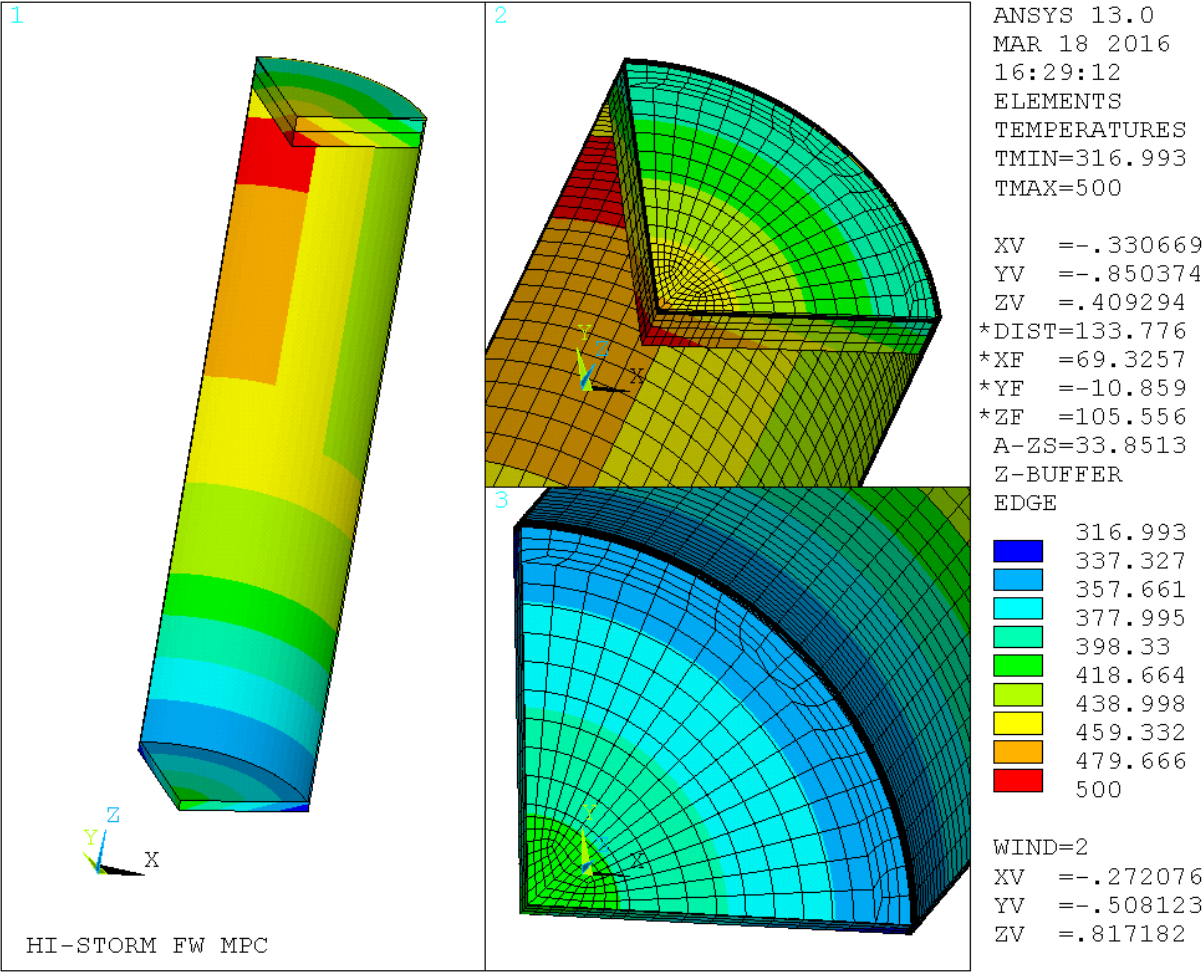 1
Z
Y
X
HI-STORM FW MPC
2
Y
Z
X
3
Y
X
ANSYS 13.0
MAR 18 2016
16:29:12
ELEMENTS
TEMPERATURES
TMIN=316.993
TMAX=500
XV =-.330669
YV =-.850374
ZV =.409294
*DIST=133.776
*XF =69.3257
*YF =-10.859
*ZF =105.556
A-ZS=33.8513
Z-BUFFER
EDGE
316.993
337.327
357.661
377.995
398.33
418.664
438.998
459.332
479.666
500
WIND=2
XV =-.272076
YV =-.508123
ZV =.817182